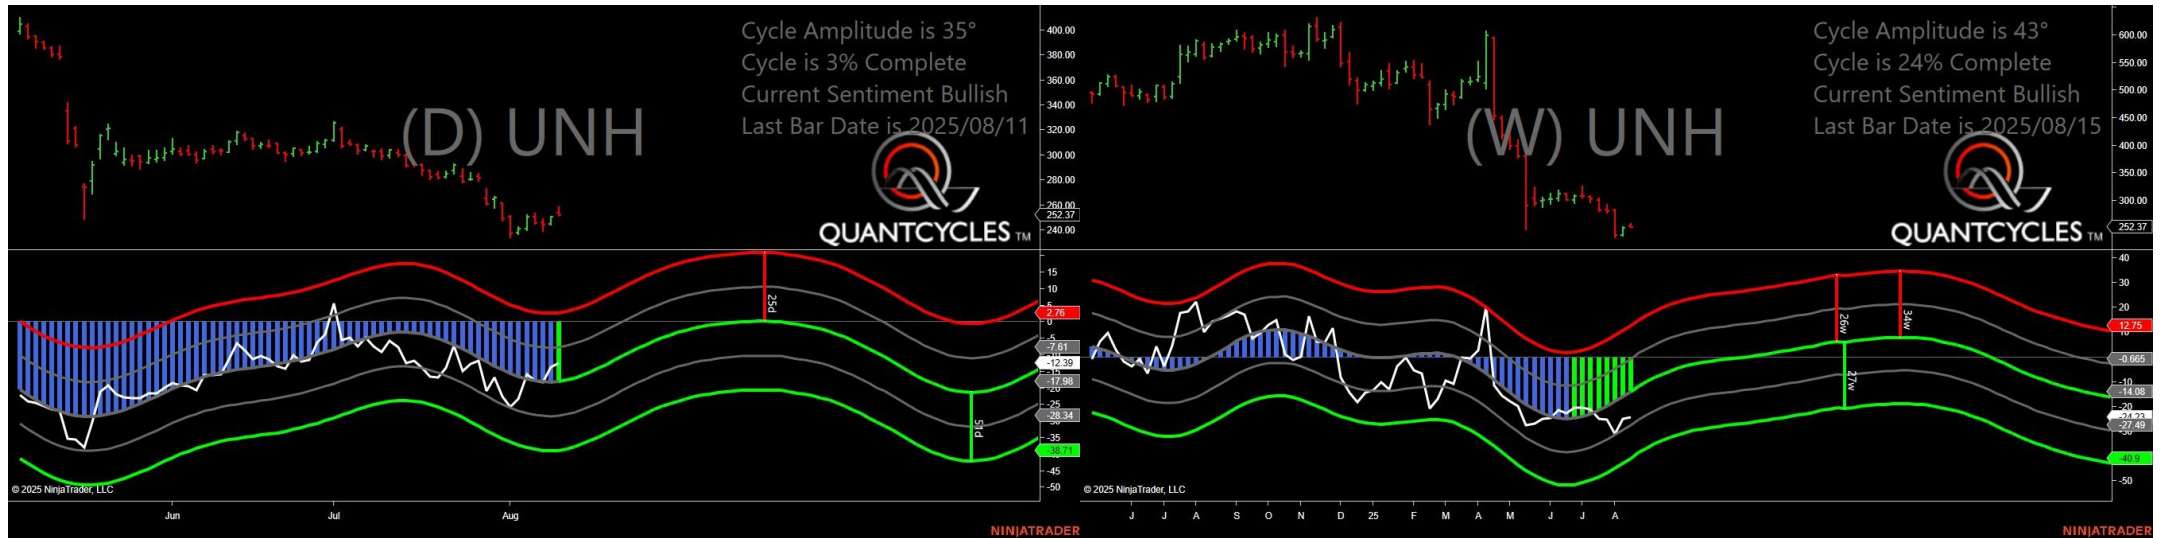 Cycle Amplitude is 35°
Cycle is 3% Complete
Current Sentiment Bullish
Last Bar Date is 2025/08/11
(D) UNH
QUANTCYCLES TM
400.00
380.00
360.00
340.00
320.00
300.00
280.00
260.00
252.37
240.00
25d
51d
15
10
5
2.76
0
-5
-7.61
-12.39
-15
-17.98
-28.34
-35
-38.71
-45
-50
© 2025 NinjaTrader, LLC
Jun
Jul
Aug
NINJATRADER
Cycle Amplitude is 43°
Cycle is 24% Complete
Current Sentiment Bullish
Last Bar Date is 2025/08/15
(W) UNH
QUANTCYCLES TM
600.00
550.00
500.00
450.00
400.00
350.00
300.00
252.37
26w
34w
27w
40
30
20
12.75
-0.665
-10
-14.08
-24.23
-27.49
-40.9
-50
© 2025 NinjaTrader, LLC
J J A S O N D 25 F M A M J J A
NINJATRADER